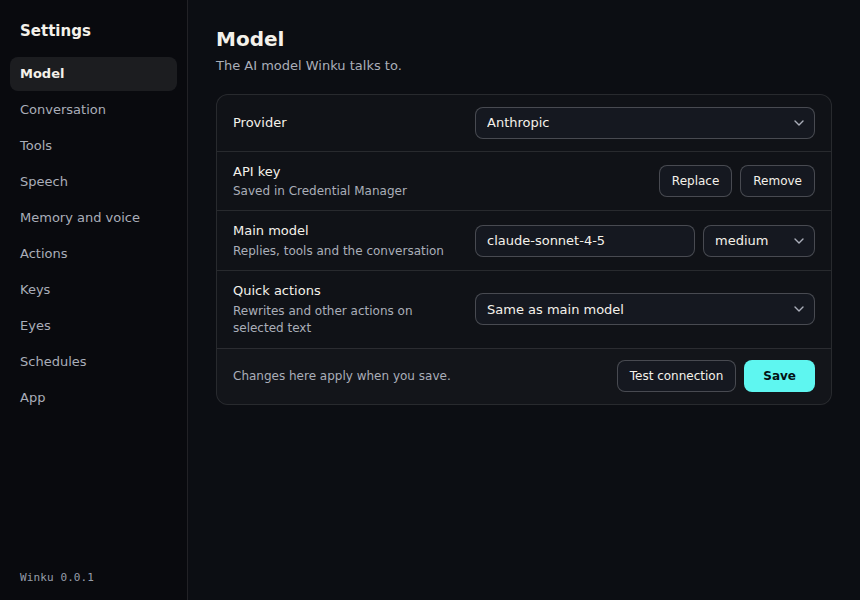 Settings
Model
Conversation
Tools
Speech
Memory and voice
Actions
Keys
Eyes
Schedules
App
Winku 0.0.1
Model
The AI model Winku talks to.
Provider
Anthropic
API key
Saved in Credential Manager
Replace
Remove
Main model
Replies, tools and the conversation
claude-sonnet-4-5
medium
Quick actions
Rewrites and other actions on
selected text
Same as main model
Changes here apply when you save.
Test connection
Save